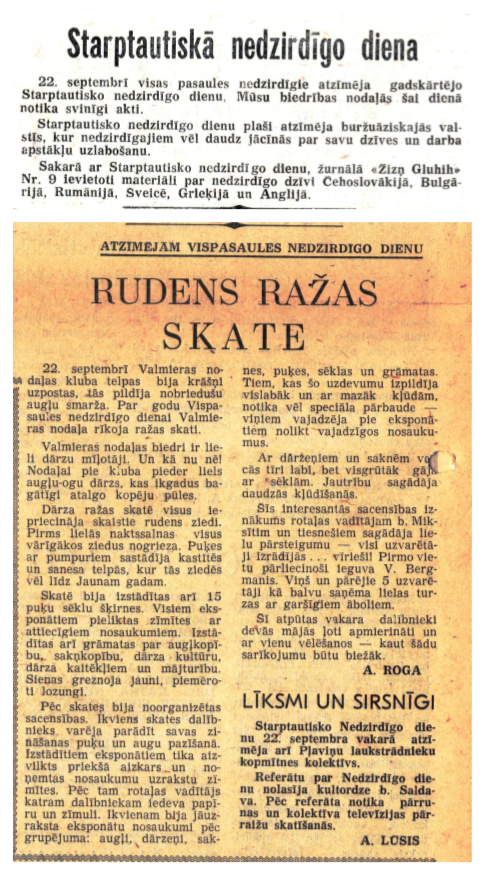 Starptautiskā nedzirdīgo diena
22. septembrī visas pasaules nedzirdīgie atzīmēja gadskārtējo
Starptautisko nedzirdīgo dienu. Mūsu biedrības nodaļās šai dienā
notika svinīgi akti.
Starptautisko nedzirdīgo dienu plaši atzīmēja buržuāziskajās val-
stīs, kur nedzirdīgajiem vēl daudz jācīnās par savu dzīves un darba
apstākļu uzlabošanu.
Sakarā ar Starptautisko nedzirdīgo dienu, žurnālā «Žizņ Gluhih»
Nr. 9 ievietoti materiāli par nedzirdīgo dzīvi Čehoslovākijā, Bulgā-
rijā, Rumānijā, Šveicē, Grieķijā un Anglijā.
ATZĪMĒJAM VISPASAULES NEDZIRDĪGO DIENU
RUDENS RAŽAS
SKATE
22. septembrī Valmieras no-
daļas kluba telpas bija krāšņi
uzpostas, tās pildīja nobriedušu
augļu smarža. Par godu Vispa-
saules nedzirdīgo dienai Valmie-
ras nodaļa rīkoja ražas skati.
Valmieras nodaļas biedri ir lie-
li dārzu mīļotāji. Un kā nu nē!
Nodaļai pie kluba pieder liels
augļu-ogu dārzs, kas ikgadus ba-
gātīgi atalgo kopēju pūles.
Dārza ražas skatē visus ie-
priecināja skaistie rudens ziedi.
Pirms lielās naktssalnas visus
vārīgākos ziedus nogrieza. Puķes
ar pumpuriem sastādīja kastītēs
un sanesa telpās, kur tās ziedēs
vēl līdz Jaunam gadam.
Skatē bija izstādītas arī 15
puķu sēklu šķirnes. Visiem eks-
ponātiem pieliktas zīmītes ar
attiecīgiem nosaukumiem. Izstā-
dītas arī grāmatas par augļkopī-
bu, sakņkopību, dārza kultūru,
dārza kaitēkļiem un mājturību.
Sienas greznoja jauni, piemēro-
ti lozungi.
Pēc skates bija noorganizētas
sacensības. Ikviens skates dalīb-
nieks varēja parādīt savas zi-
nāšanas puķu un augu pazīšanā.
Izstādītiem eksponātiem tika aiz-
vilkts priekšā aizkars un no-
ņemtas nosaukumu uzrakstu zī-
mītes. Pēc tam rotaļas vadītājs
katram dalībniekam iedeva papī-
ru un zīmuli. Ikvienam bija jāuz-
raksta eksponātu nosaukumi pēc
grupējuma: augļi, dārzeņi, sak-
nes, puķes, sēklas un grāmatas.
Tiem, kas šo uzdevumu izpildīja
vislabāk un ar mazāk kļūdām,
notika vēl speciāla pārbaude —
viņiem vajadzēja pie eksponā-
tiem nolikt vajadzīgos nosauku-
mus.
Ar dārzeņiem un saknēm ve-
cās tīri labi, bet visgrūtāk gāja
ar sēklām. Jautrību sagādāja
daudzās kļūdīšanās.
Šīs interesantās sacensības iz-
nākums rotaļas vadītājam b. Mik-
sītim un tiesnešiem sagādāja lie-
lu pārsteigumu — visi uzvarētā-
ji izrādījās ... vīrieši! Pirmo vie-
tu pārliecinoši ieguva V. Berg-
manis. Viņš un pārējie 5 uzvarē-
tāji kā balvu saņēma lielas tur-
zas ar garšīgiem āboliem.
Šī atpūtas vakara dalībnieki
devās mājās ļoti apmierināti un
ar vienu vēlēšanos — kaut šādu
sarīkojumu būtu biežāk.
A. ROGA
LĪKSMI UN SIRSNĪGI
Starptautisko Nedzirdīgo die-
nu 22. septembra vakarā atzī-
mēja arī Pļaviņu laukstrādnieku
kopmītnes kolektīvs.
Referātu par Nedzirdīgo die-
nu nolasīja kultordze b. Salda-
va. Pēc referāta notika pārru-
nas un kolektīva televīzijas pār-
raižu skatīšanās.
A. LŪSIS